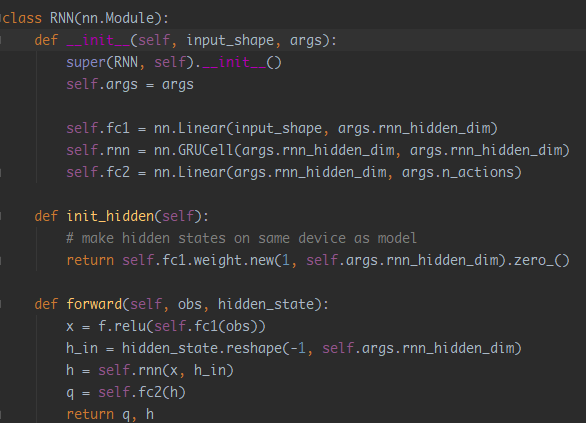 class RNN(nn.Module):
    def __init__(self, input_shape, args):
        super(RNN, self).__init__()
        self.args = args

        self.fc1 = nn.Linear(input_shape, args.rnn_hidden_dim)
        self.rnn = nn.GRUCell(args.rnn_hidden_dim, args.rnn_hidden_dim)
        self.fc2 = nn.Linear(args.rnn_hidden_dim, args.n_actions)

    def init_hidden(self):
        # make hidden states on same device as model
        return self.fc1.weight.new(1, self.args.rnn_hidden_dim).zero_()

    def forward(self, obs, hidden_state):
        x = f.relu(self.fc1(obs))
        h_in = hidden_state.reshape(-1, self.args.rnn_hidden_dim)
        h = self.rnn(x, h_in)
        q = self.fc2(h)
        return q, h